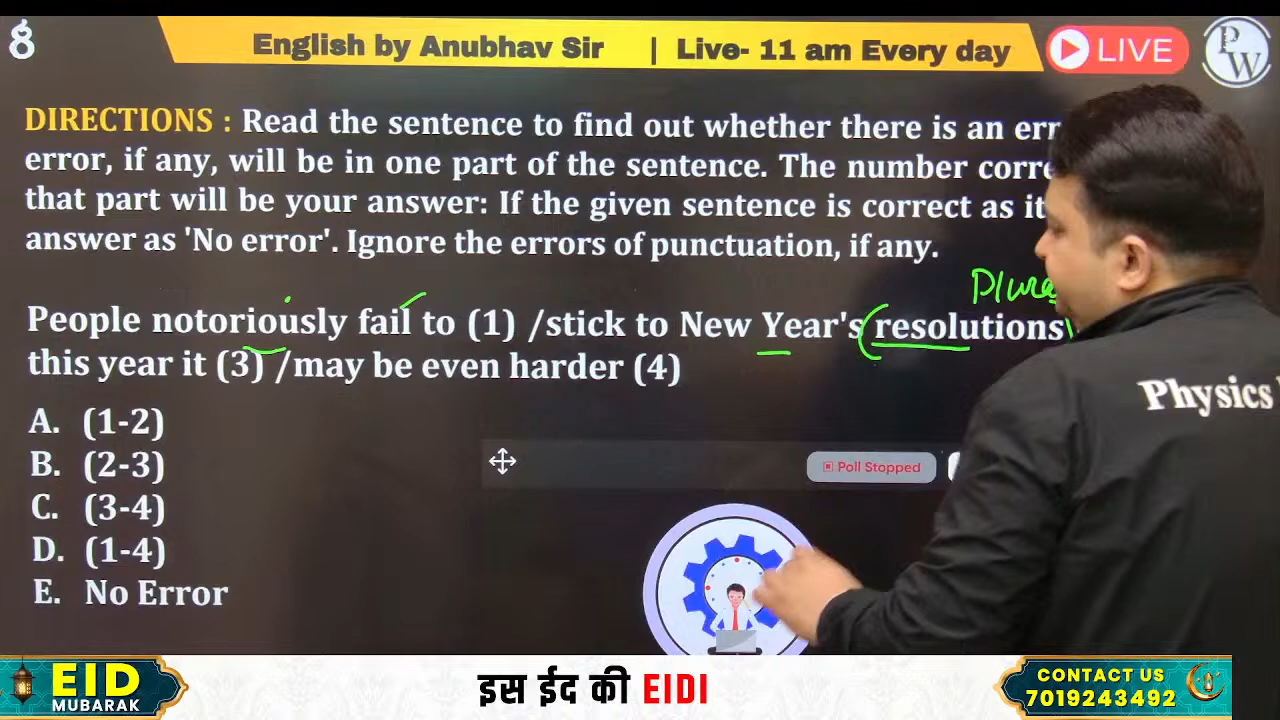 8
English by Anubhav Sir | Live- 11 am Every day
LIVE
PW
DIRECTIONS : Read the sentence to find out whether there is an
error, if any, will be in one part of the sentence. The number
that part will be your answer: If the given sentence is correct as it
answer as 'No error'. Ignore the errors of punctuation, if any.
People notoriously fail to (1) /stick to New Year's resolutions
this year it (3) /may be even harder (4)
A. (1-2)
B. (2-3)
C. (3-4)
D. (1-4)
E. No Error
Poll Stopped
Physics
EID
MUBARAK
इस ईद की EIDI
CONTACT US
7019243492